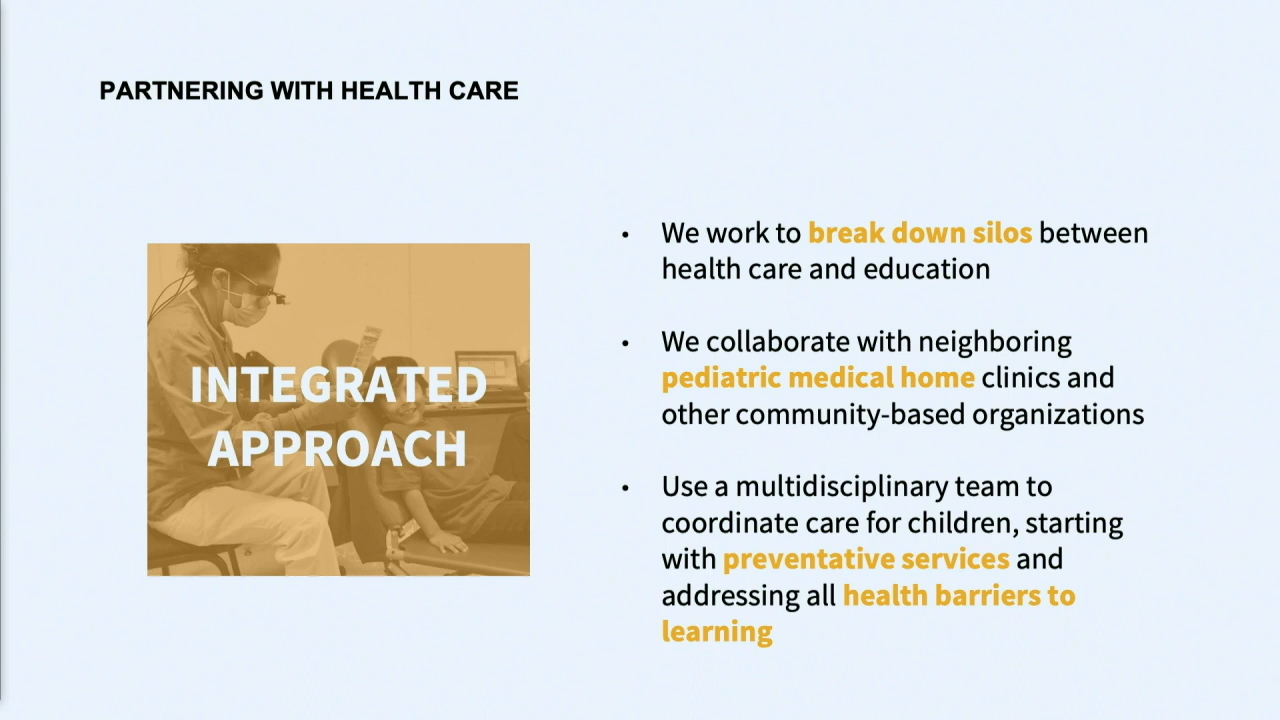 PARTNERING WITH HEALTH CARE
INTEGRATED
APPROACH
• We work to break down silos between
health care and education
• We collaborate with neighboring
pediatric medical home clinics and
other community-based organizations
• Use a multidisciplinary team to
coordinate care for children, starting
with preventative services and
addressing all health barriers to
learning